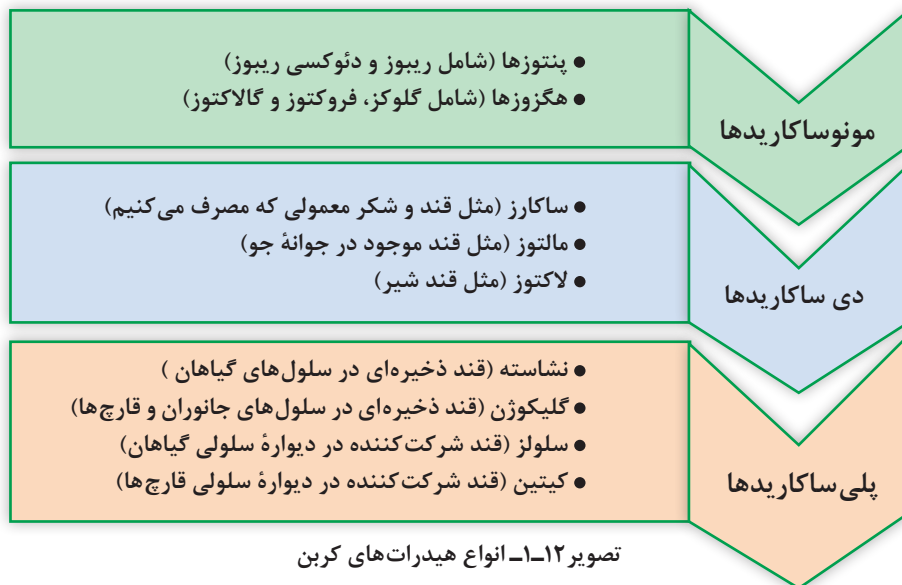 مونوساکاریدها
● پنتوزها (شامل ریبوز و دئوکسی ریبوز)
● هگزوزها (شامل گلوکز، فروکتوز و گالاکتوز)
دی ساکاریدها
● ساکارز (مثل قند و شکر معمولی که مصرف می‌کنیم)
● مالتوز (مثل قند موجود در جوانهٔ جو)
● لاکتوز (مثل قند شیر)
پلی‌ساکاریدها
● نشاسته (قند ذخیره‌ای در سلول‌های گیاهان )
● گلیکوژن (قند ذخیره‌ای در سلول‌های جانوران و قارچ‌ها)
● سلولز (قند شرکت‌کننده در دیوارهٔ سلولی گیاهان)
● کیتین (قند شرکت‌کننده در دیوارهٔ سلولی قارچ‌ها)
تصویر۱۲ـ۱ـ انواع هیدرات‌های کربن